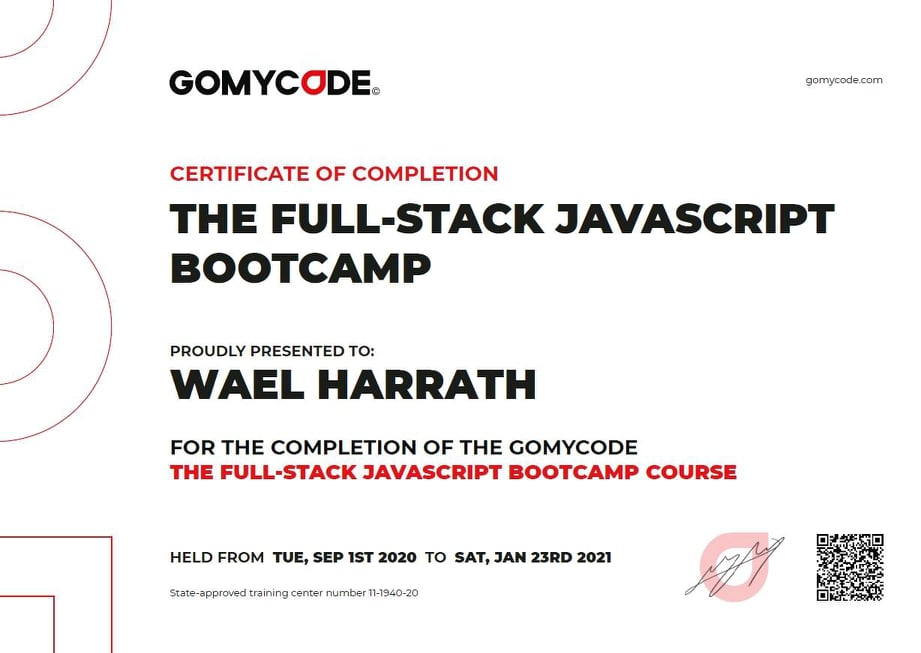 GOMYCODE©
gomycode.com
CERTIFICATE OF COMPLETION
THE FULL-STACK JAVASCRIPT
BOOTCAMP
PROUDLY PRESENTED TO:
WAEL HARRATH
FOR THE COMPLETION OF THE GOMYCODE
THE FULL-STACK JAVASCRIPT BOOTCAMP COURSE
HELD FROM TUE, SEP 1ST 2020 TO SAT, JAN 23RD 2021
State-approved training center number 11-1940-20